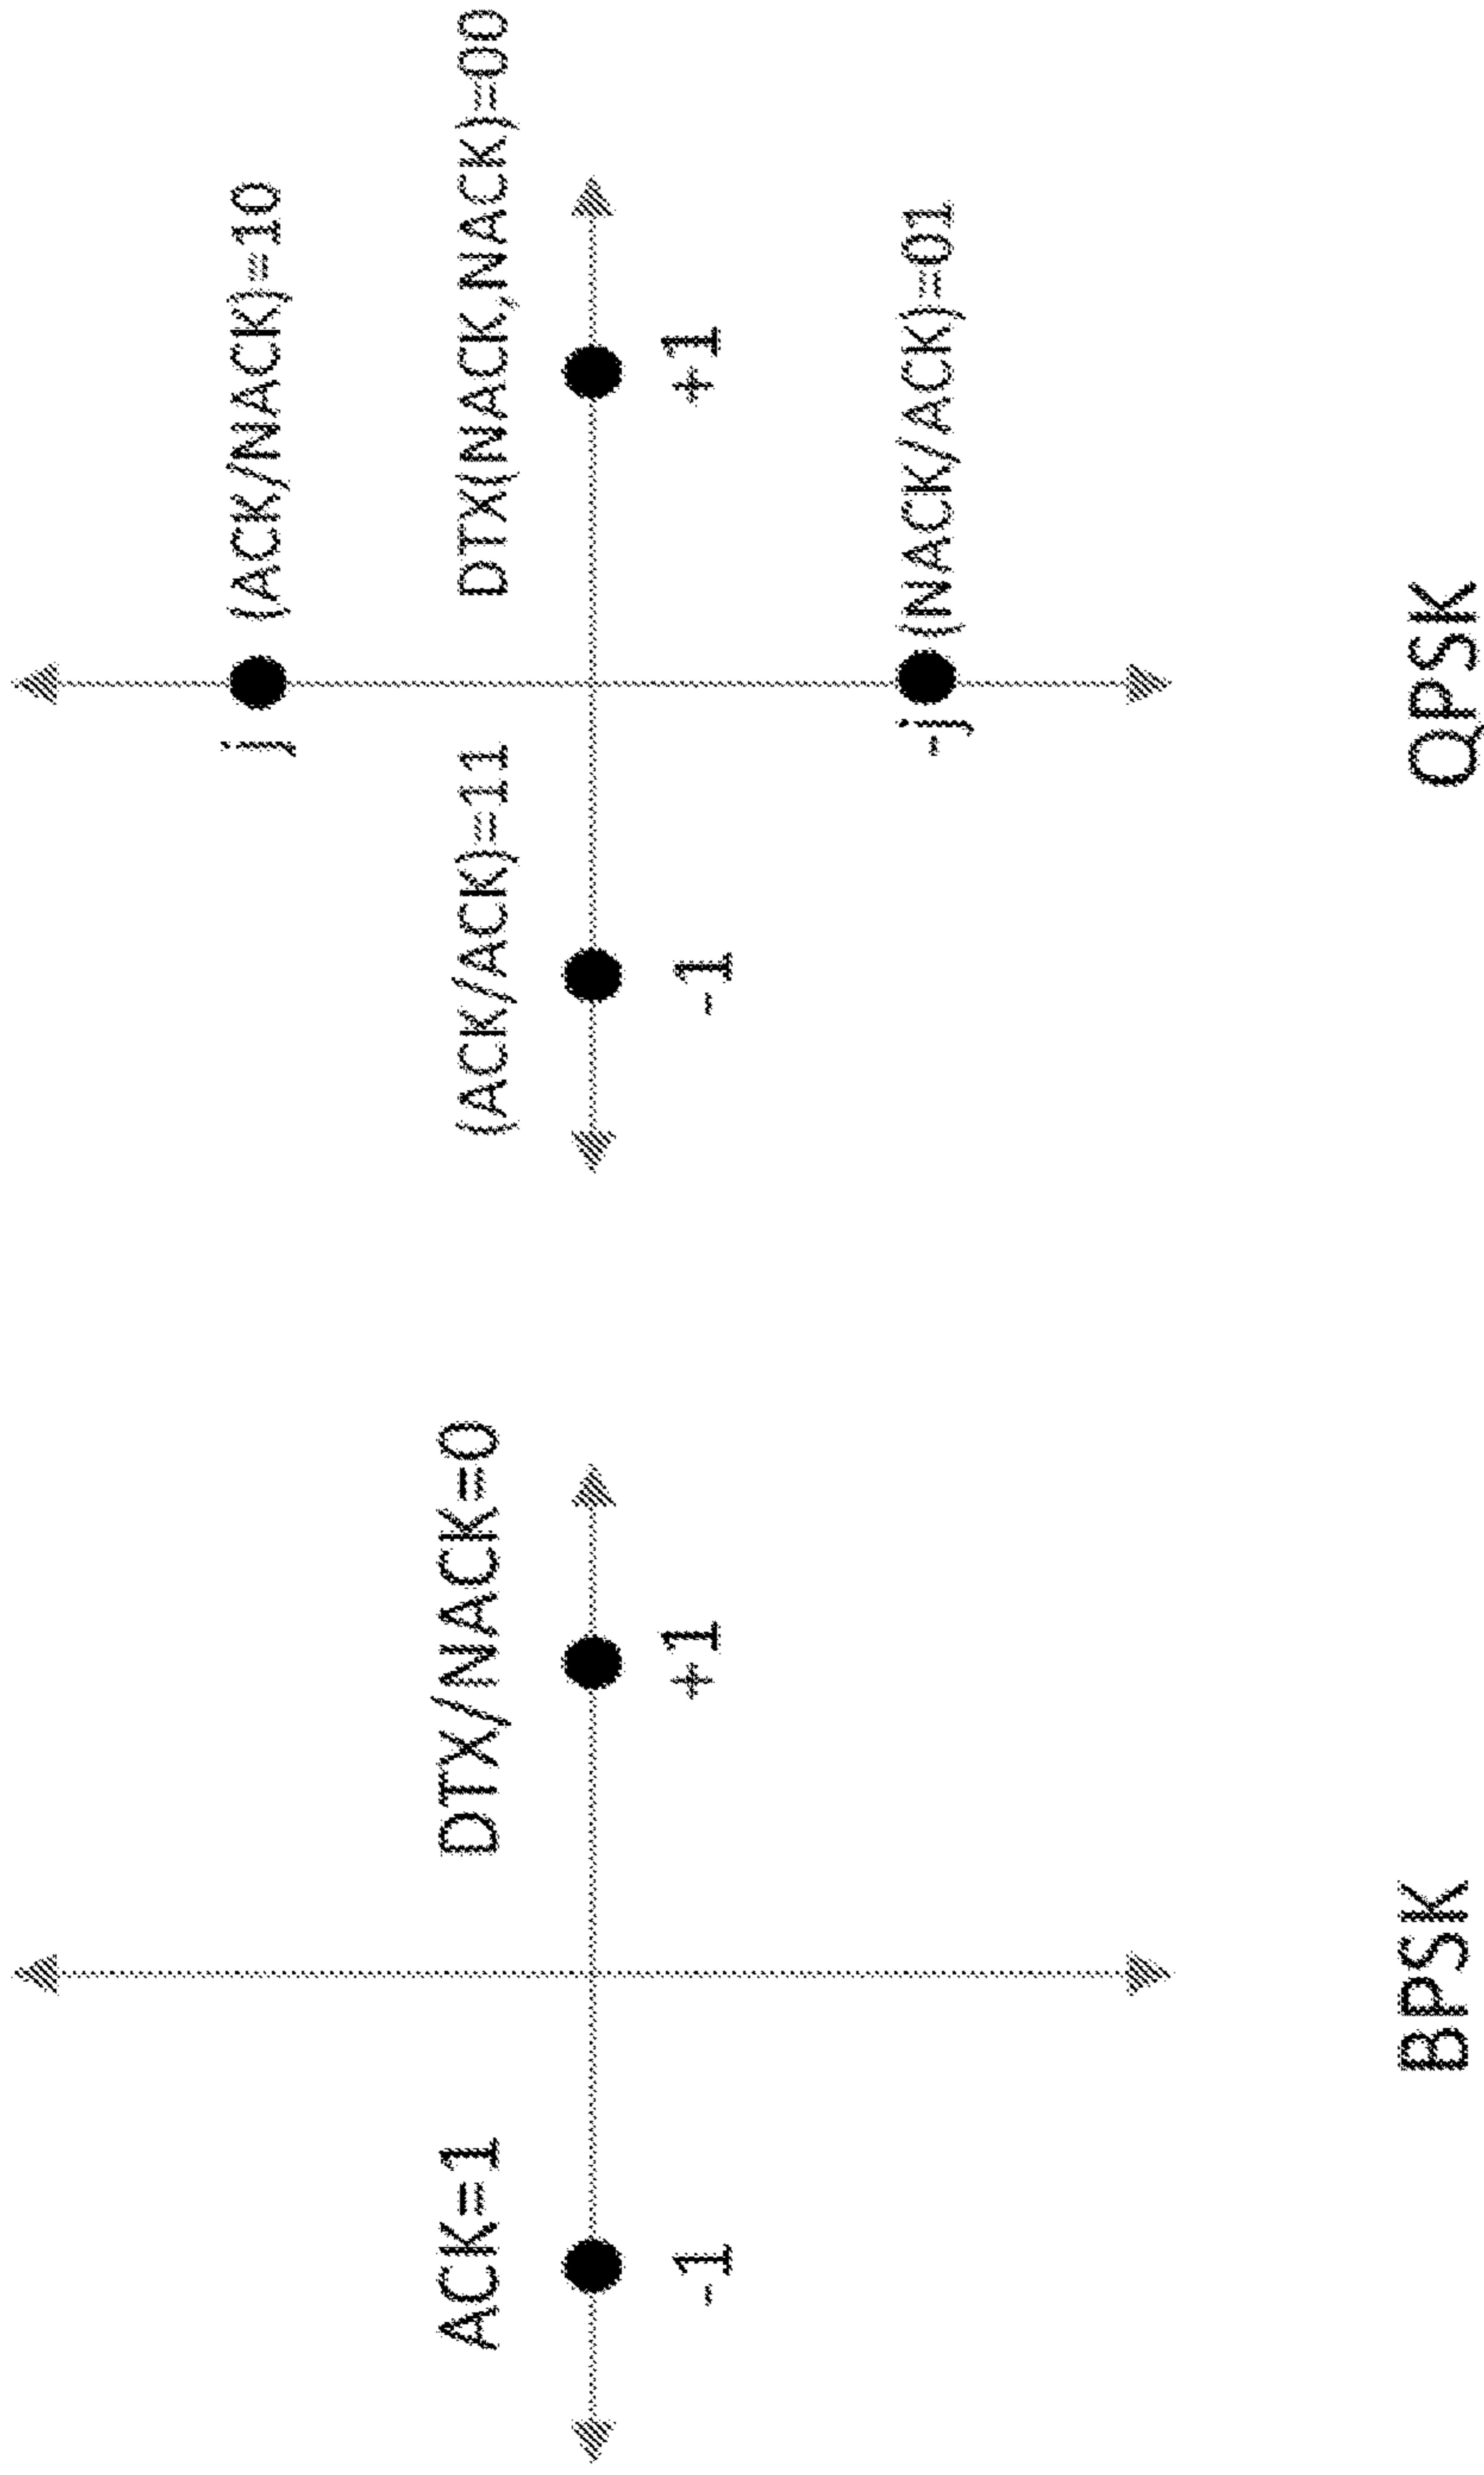 ACK=1
DTX/NACK=0
-1
+1
BPSK
j
(ACK/NACK)=10
(ACK/ACK)=11
DTX(NACK,NACK)=00
-1
+1
-j
(NACK/ACK)=01
QPSK